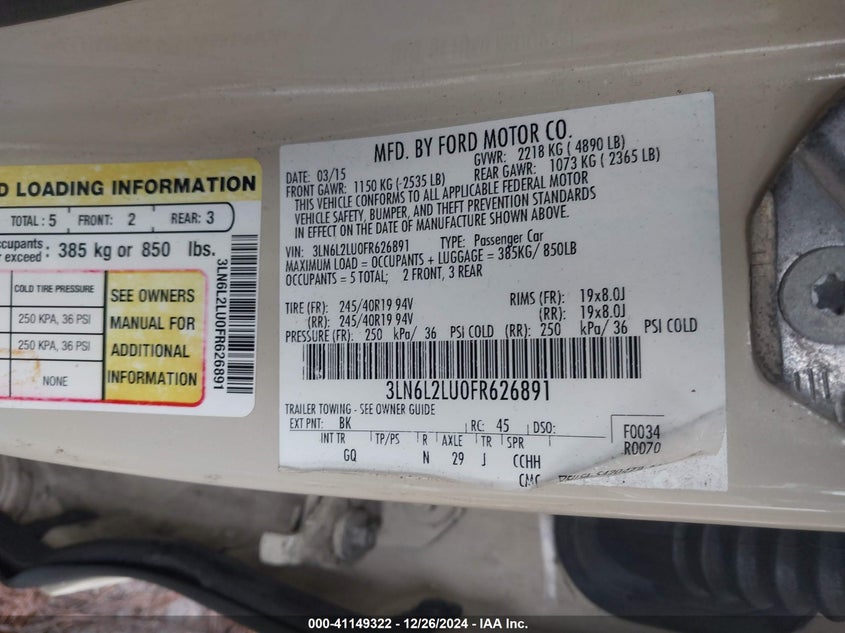 D LOADING INFORMATION
TOTAL : 5 FRONT: 2 REAR: 3
cupants
exceed : 385 kg or 850 lbs.
COLD TIRE PRESSURE
250 KPA, 36 PSI
250 KPA, 36 PSI
NONE
SEE OWNERS
MANUAL FOR
ADDITIONAL
INFORMATION
3LN6L2LU0FR626891
MFD. BY FORD MOTOR CO.
DATE: 03/15 GVWR: 2218 KG ( 4890 LB)
FRONT GAWR: 1150 KG (-2535 LB) REAR GAWR: 1073 KG ( 2365 LB)
THIS VEHICLE CONFORMS TO ALL APPLICABLE FEDERAL MOTOR
VEHICLE SAFETY, BUMPER, AND THEFT PREVENTION STANDARDS
IN EFFECT ON THE DATE OF MANUFACTURE SHOWN ABOVE.
VIN: 3LN6L2LU0FR626891 TYPE: Passenger Car
MAXIMUM LOAD = OCCUPANTS + LUGGAGE = 385KG/ 850LB
OCCUPANTS = 5 TOTAL; 2 FRONT, 3 REAR
TIRE (FR): 245/40R19 94V RIMS (FR): 19x8.0J
(RR): 245/40R19 94V (RR): 19x8.0J
PRESSURE (FR): 250 kPa/ 36 PSI COLD (RR): 250 kPa/ 36 PSI COLD
3LN6L2LU0FR626891
TRAILER TOWING - SEE OWNER GUIDE
EXT PNT: BK RC: 45 DSO:
F0034
R0070
INT TR TP/PS R AXLE TR SPR
GQ N 29 J CCHH
CMC
000-41149322 - 12/26/2024 - IAA Inc.